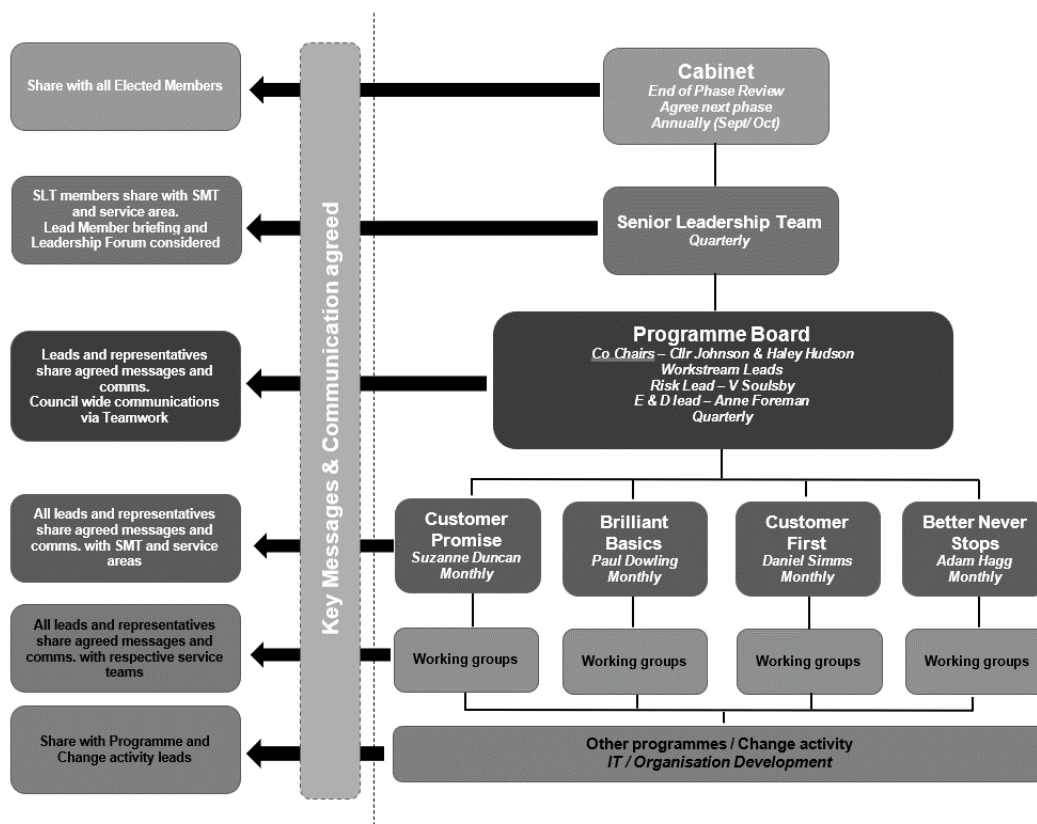 Share with all Elected Members
Cabinet
End of Phase Review
Agree next phase
Annually (Sept/ Oct)
SLT members share with SMT
and service area.
Lead Member briefing and
Leadership Forum considered
Senior Leadership Team
Quarterly
Key Messages & Communication agreed
Leads and representatives
share agreed messages and
comms.
Council wide communications
via Teamwork
Programme Board
Co Chairs – Cllr Johnson & Haley Hudson
Workstream Leads
Risk Lead – V Soulsby
E & D lead – Anne Foreman
Quarterly
All leads and representatives
share agreed messages and
comms. with SMT and service
areas
Customer
Promise
Suzanne Duncan
Monthly
Brilliant
Basics
Paul Dowling
Monthly
Customer
First
Daniel Simms
Monthly
Better Never
Stops
Adam Hagg
Monthly
All leads and representatives
share agreed messages and
comms. with respective service
teams
Working groups
Working groups
Working groups
Working groups
Share with Programme and
Change activity leads
Other programmes / Change activity
IT / Organisation Development